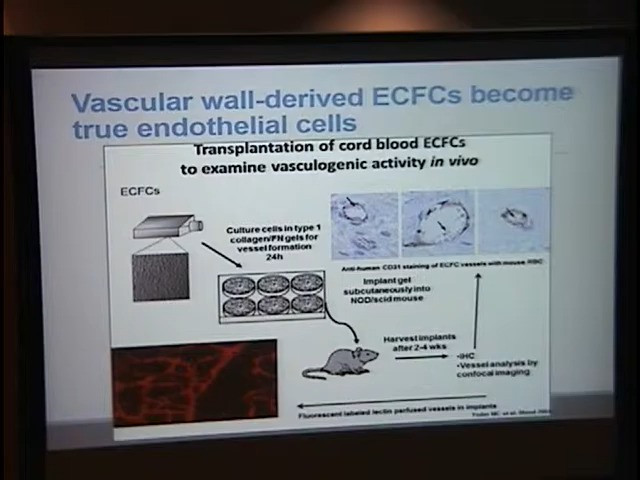 Vascular wall-derived ECFCs become
true endothelial cells
Transplantation of cord blood ECFCs
to examine vasculogenic activity in vivo
ECFCs
Culture cells in type 1
collagen/FN gels for
vessel formation
24h
Anti-human CD31 staining of ECFC vessels with mouse RBC
Implant gel
subcutaneously into
NOD/scid mouse
Harvest implants
after 2-4 wks
•IHC
•Vessel analysis by
confocal imaging
Fluorescent labeled lectin perfused vessels in implants